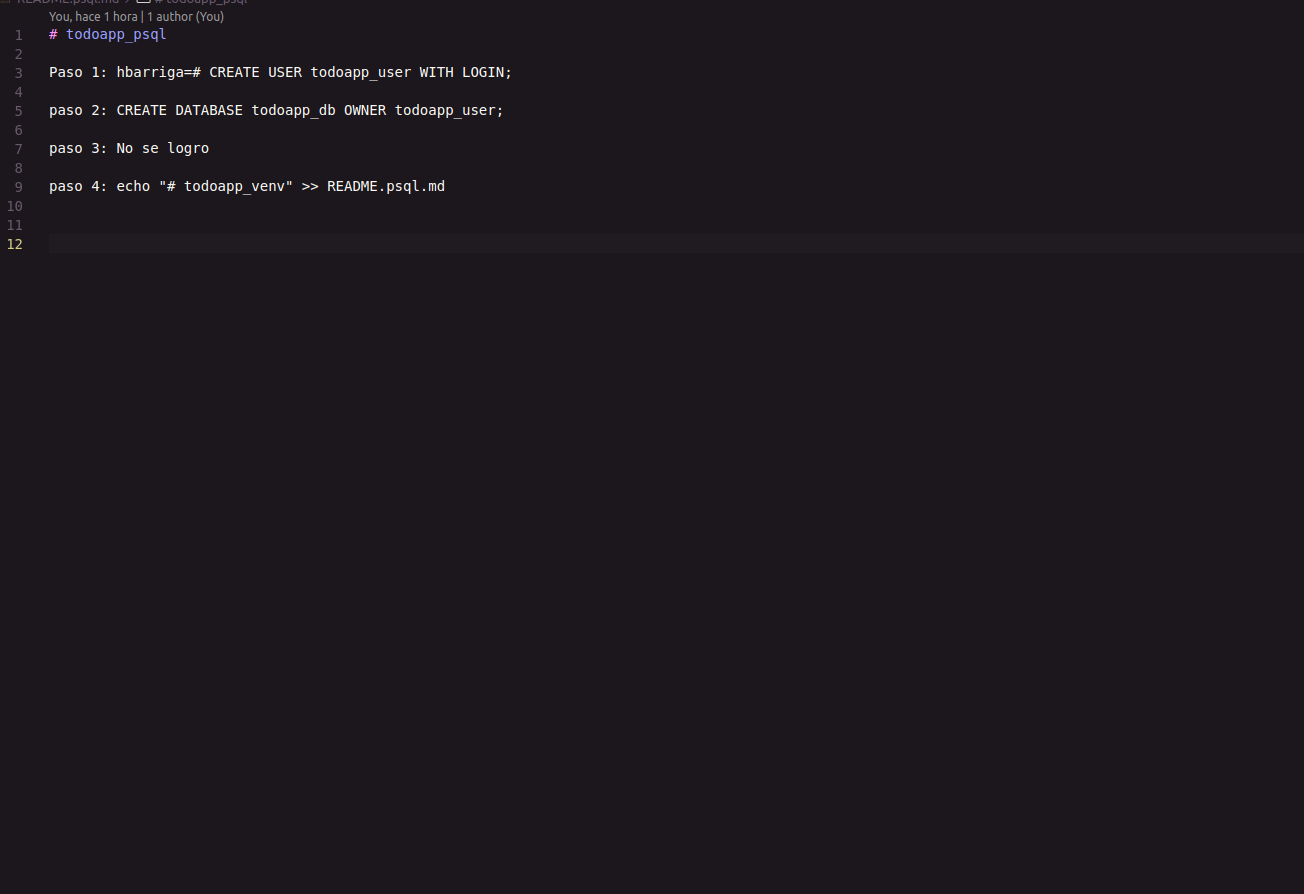 README.psql.md > # todoapp_psql
You, hace 1 hora | 1 author (You)
1 # todoapp_psql
2
3 Paso 1: hbarriga=# CREATE USER todoapp_user WITH LOGIN;
4
5 paso 2: CREATE DATABASE todoapp_db OWNER todoapp_user;
6
7 paso 3: No se logro
8
9 paso 4: echo "# todoapp_venv" >> README.psql.md
10
11
12